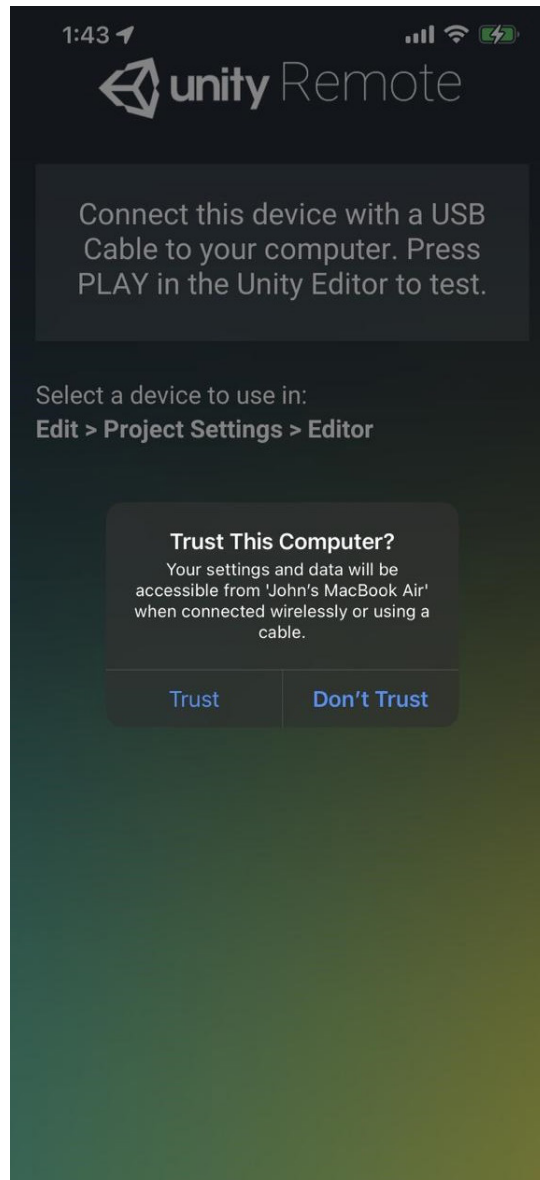 1:43
unity Remote
Connect this device with a USB
Cable to your computer. Press
PLAY in the Unity Editor to test.
Select a device to use in:
Edit > Project Settings > Editor
Trust This Computer?
Your settings and data will be
accessible from 'John's MacBook Air'
when connected wirelessly or using a
cable.
Trust
Don't Trust